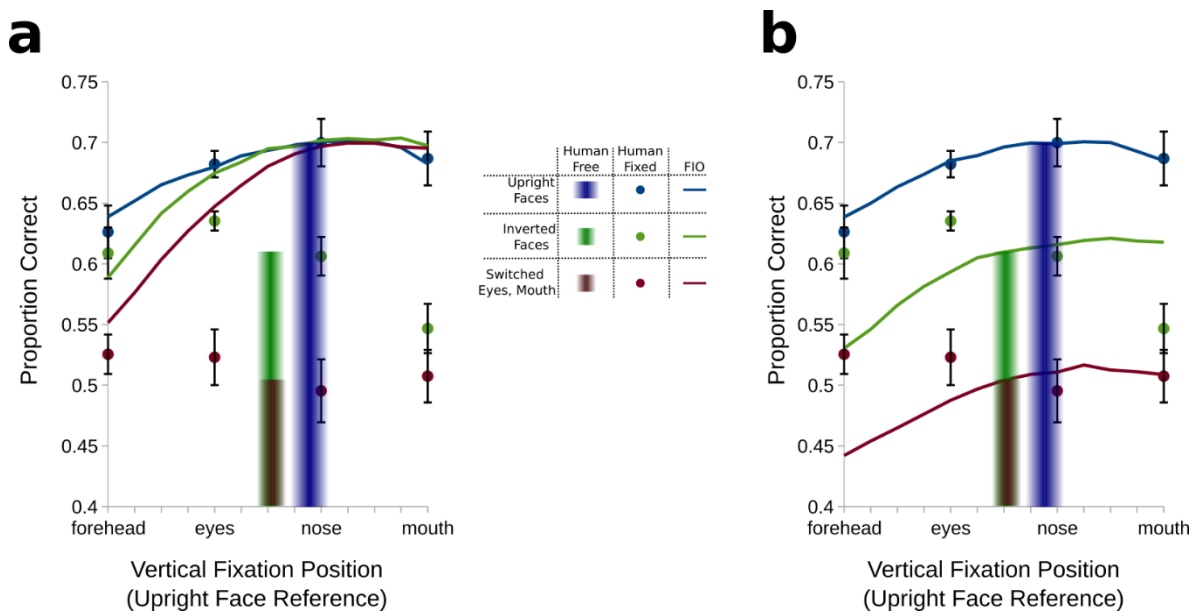 a
0.75
0.7
0.65
0.6
0.55
0.5
0.45
0.4
Proportion Correct
forehead eyes nose mouth
Vertical Fixation Position
(Upright Face Reference)
Human Free Human Fixed FIO
Upright Faces
Inverted Faces
Switched Eyes, Mouth
b
0.75
0.7
0.65
0.6
0.55
0.5
0.45
0.4
Proportion Correct
forehead eyes nose mouth
Vertical Fixation Position
(Upright Face Reference)